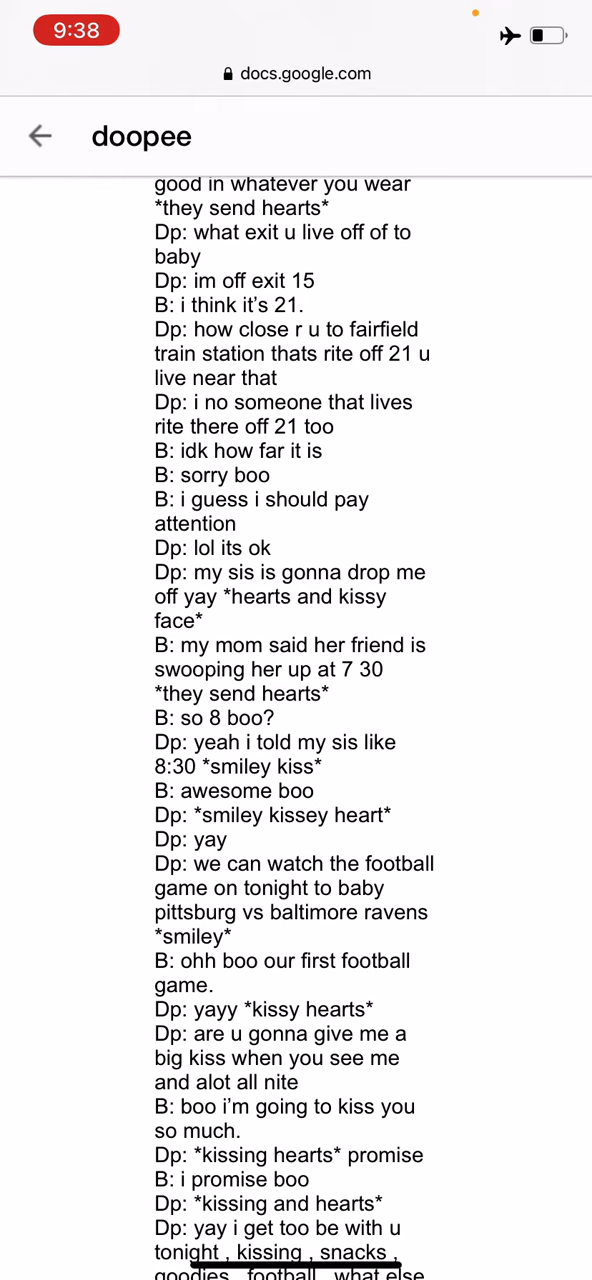 9:38
docs.google.com
doopee
good in whatever you wear
*they send hearts*
Dp: what exit u live off of to
baby
Dp: im off exit 15
B: i think it's 21.
Dp: how close r u to fairfield
train station thats rite off 21 u
live near that
Dp: i no someone that lives
rite there off 21 too
B: idk how far it is
B: sorry boo
B: i guess i should pay
attention
Dp: lol its ok
Dp: my sis is gonna drop me
off yay *hearts and kissy
face*
B: my mom said her friend is
swooping her up at 7 30
*they send hearts*
B: so 8 boo?
Dp: yeah i told my sis like
8:30 *smiley kiss*
B: awesome boo
Dp: *smiley kissey heart*
Dp: yay
Dp: we can watch the football
game on tonight to baby
pittsburg vs baltimore ravens
*smiley*
B: ohh boo our first football
game.
Dp: yayy *kissy hearts*
Dp: are u gonna give me a
big kiss when you see me
and alot all nite
B: boo i'm going to kiss you
so much.
Dp: *kissing hearts* promise
B: i promise boo
Dp: *kissing and hearts*
Dp: yay i get too be with u
tonight , kissing , snacks ,
goodies , football , what else